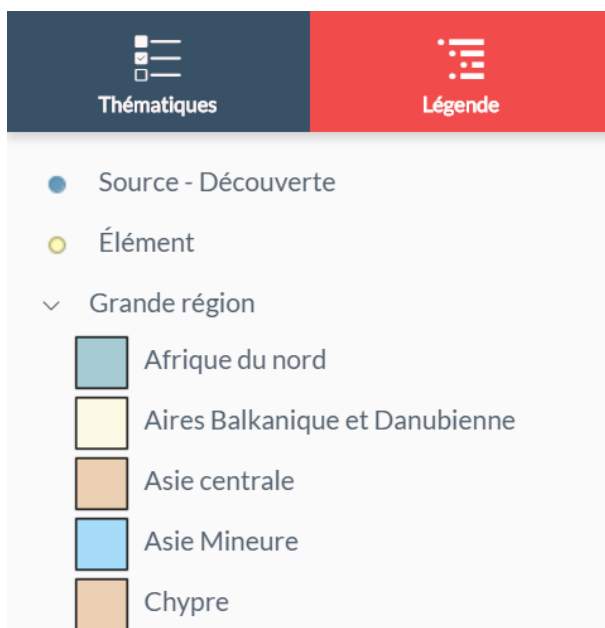 Thématiques
Légende
Source - Découverte
Élément
Grande région
Afrique du nord
Aires Balkanique et Danubienne
Asie centrale
Asie Mineure
Chypre